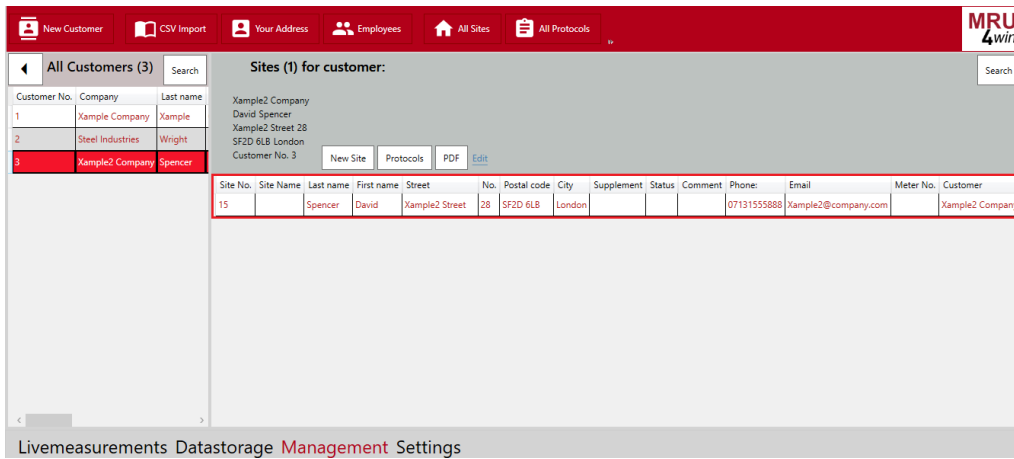 New Customer CSV Import Your Address Employees All Sites All Protocols
MRU
4win
All Customers (3) Search
Customer No. Company Last name
1 Xample Company Xample
2 Steel Industries Wright
3 Xample2 Company Spencer
Sites (1) for customer: Search
Xample2 Company
David Spencer
Xample2 Street 28
SF2D 6LB London
Customer No. 3 New Site Protocols PDF Edit
Site No. Site Name Last name First name Street No. Postal code City Supplement Status Comment Phone: Email Meter No. Customer
15 Spencer David Xample2 Street 28 SF2D 6LB London 07131555888 Xample2@company.com Xample2 Company
Livemeasurements Datastorage Management Settings